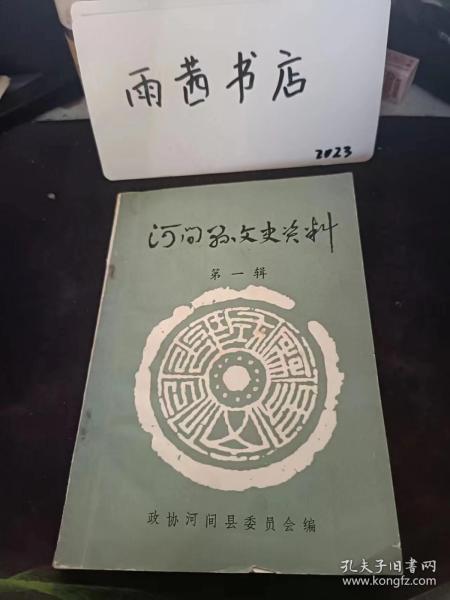 雨茜书店
2023
河间县文史资料
第一辑
政协河间县委员会编
孔夫子旧书网
www.kongfz.com